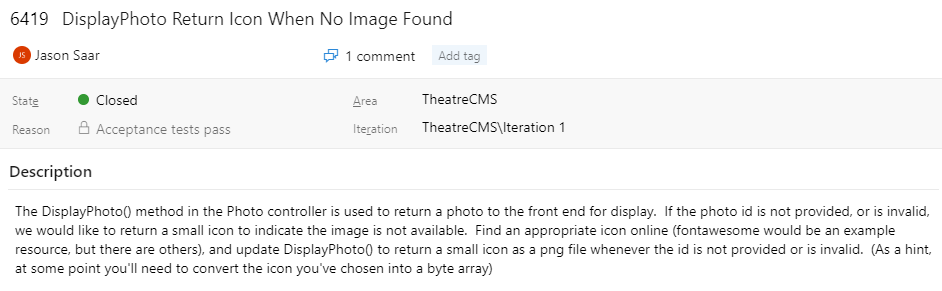 6419 DisplayPhoto Return Icon When No Image Found
JS Jason Saar 1 comment Add tag
State Closed Area TheatreCMS
Reason Acceptance tests pass Iteration TheatreCMS\Iteration 1
Description
The DisplayPhoto() method in the Photo controller is used to return a photo to the front end for display. If the photo id is not provided, or is invalid,
we would like to return a small icon to indicate the image is not available. Find an appropriate icon online (fontawesome would be an example
resource, but there are others), and update DisplayPhoto() to return a small icon as a png file whenever the id is not provided or is invalid. (As a hint,
at some point you'll need to convert the icon you've chosen into a byte array)